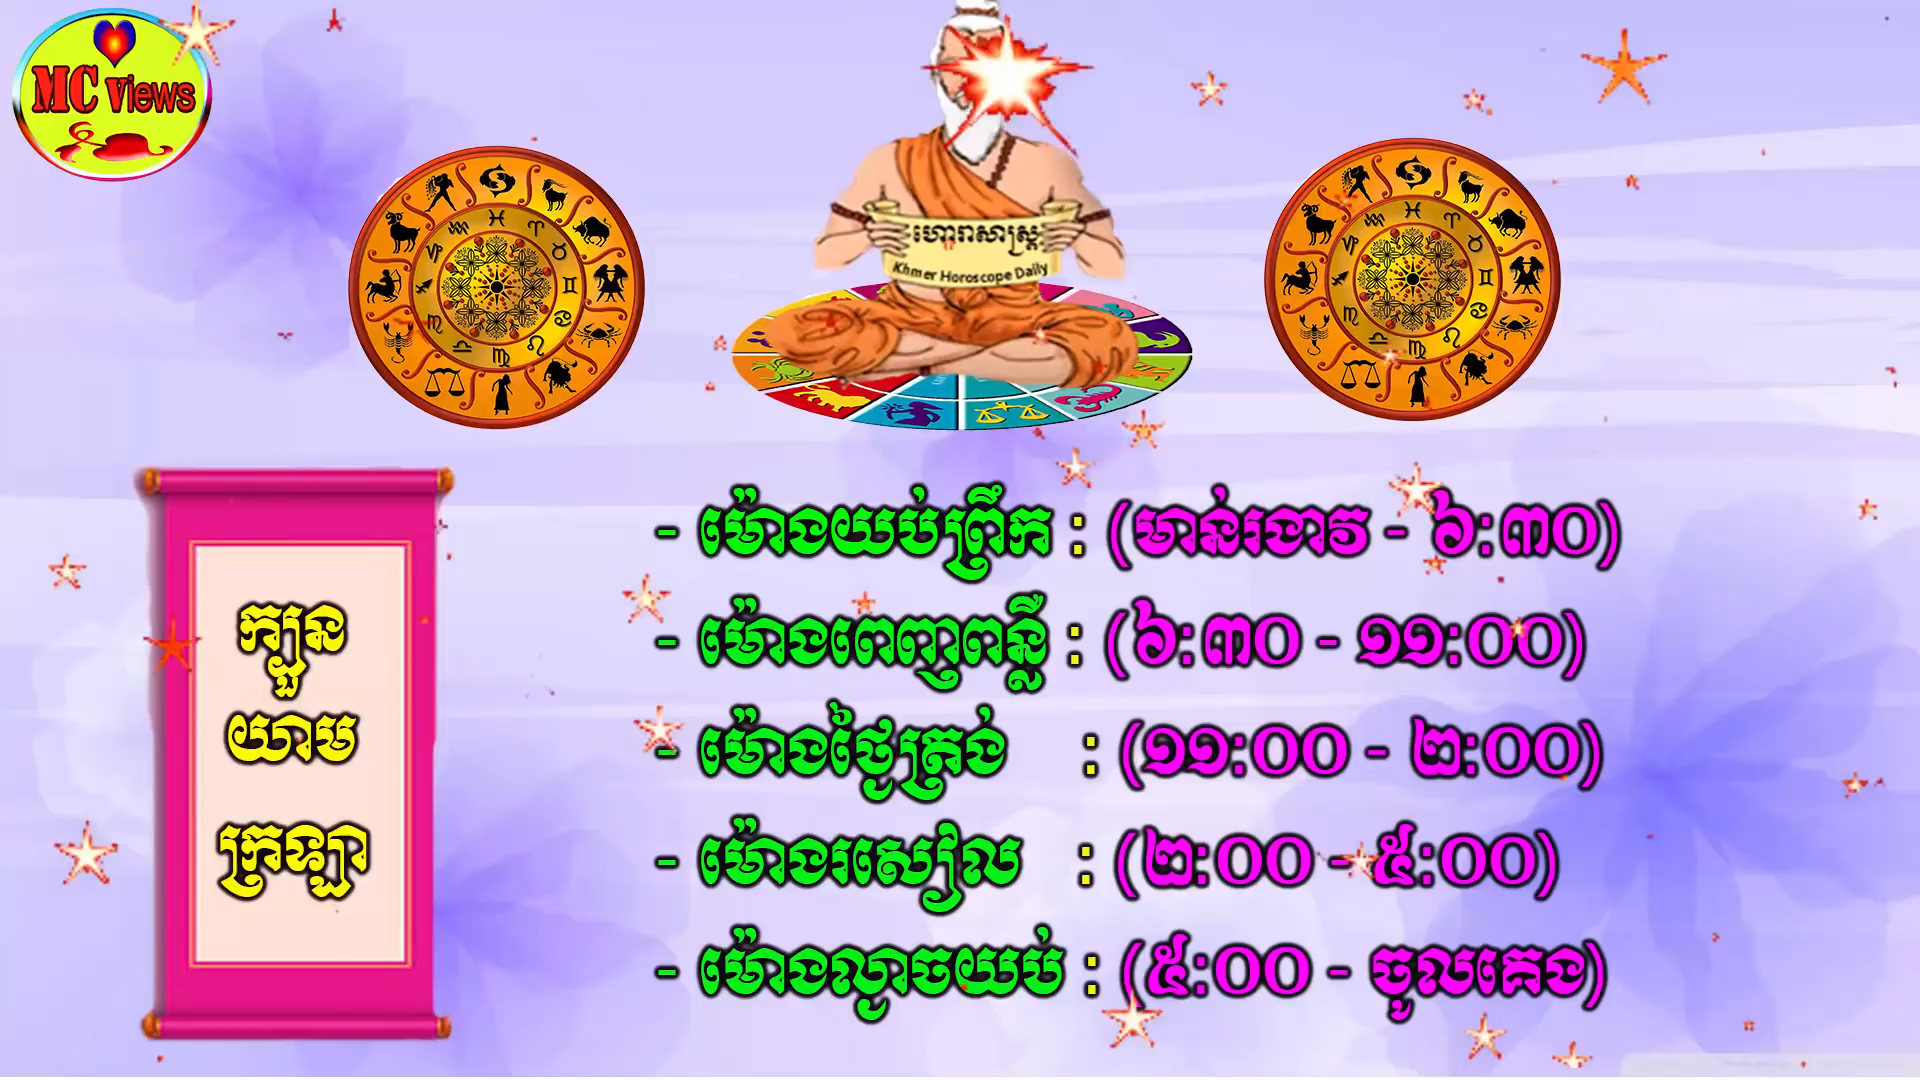 MC Views
ហោរាសាស្ត្រ
Khmer Horoscope Daily
ក្បួន
យាម
ក្រឡា
- ម៉ោងយប់ព្រឹក : (មាន់រងាវ - ៦:៣០)
- ម៉ោងពេញពន្លឺ : (៦:៣០ - ១១:០០)
- ម៉ោងថ្ងៃត្រង់ : (១១:០០ - ២:០០)
- ម៉ោងរសៀល : (២:០០ - ៥:០០)
- ម៉ោងល្ងាចយប់ : (៥:០០ - ចូលគេង)